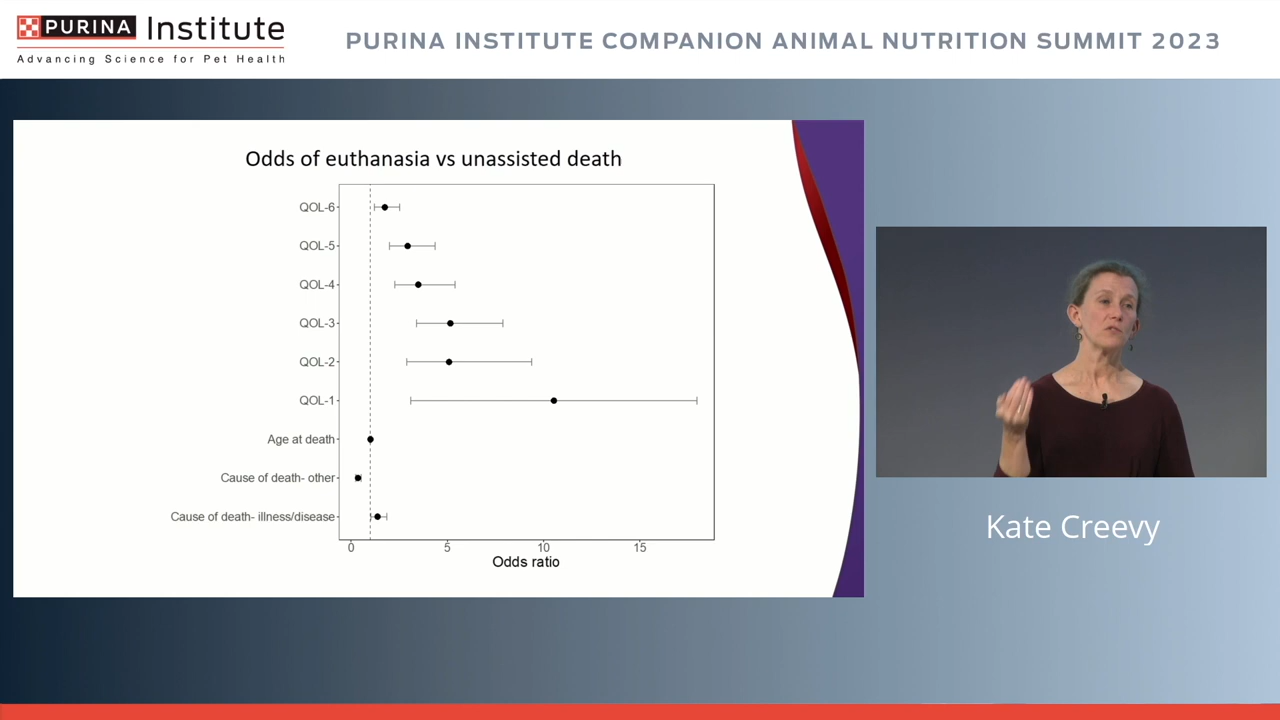 PURINA Institute
Advancing Science for Pet Health
PURINA INSTITUTE COMPANION ANIMAL NUTRITION SUMMIT 2023
Odds of euthanasia vs unassisted death
QOL-6
QOL-5
QOL-4
QOL-3
QOL-2
QOL-1
Age at death
Cause of death- other
Cause of death- illness/disease
0 5 10 15
Odds ratio
Kate Creevy